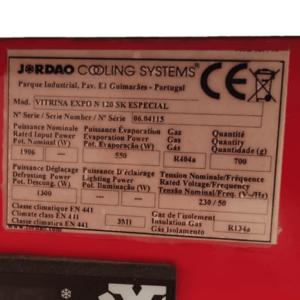 JORDAO COOLING SYSTEMS®
Parque Industrial, Pav. E1 Guimarães - Portugal
CE
Mod. VITRINA EXPO N 120 SK ESPECIAL
Nº Serie / Serie Number / Nº Serie 06.04115
Puissance Nominale Puissance Évaporation Gaz Quantité
Rated Input Power Evaporating Power Gas Quantity
Pot. Nominal (W) Pot. Evaporação (W) Gás Quantidade (g)
1906 --- 550 R404a 700
Puissance Déglaçage Puissance D'éclairage Tension Nominale/Fréquence
Defrosting Power Lighting Power Rated Voltage/Frequency
Pot. Descong. (W) Pot. Ilumin. (W) Tensão Nominal/Freq. (V~/Hz)
1300 --- 230 / 50
Classe climatique EN 441 Gaz de l'isolement
Climate class EN 441 Insulation Gas
Classe climática EN 441 3M1 Gás Isolamento R134a